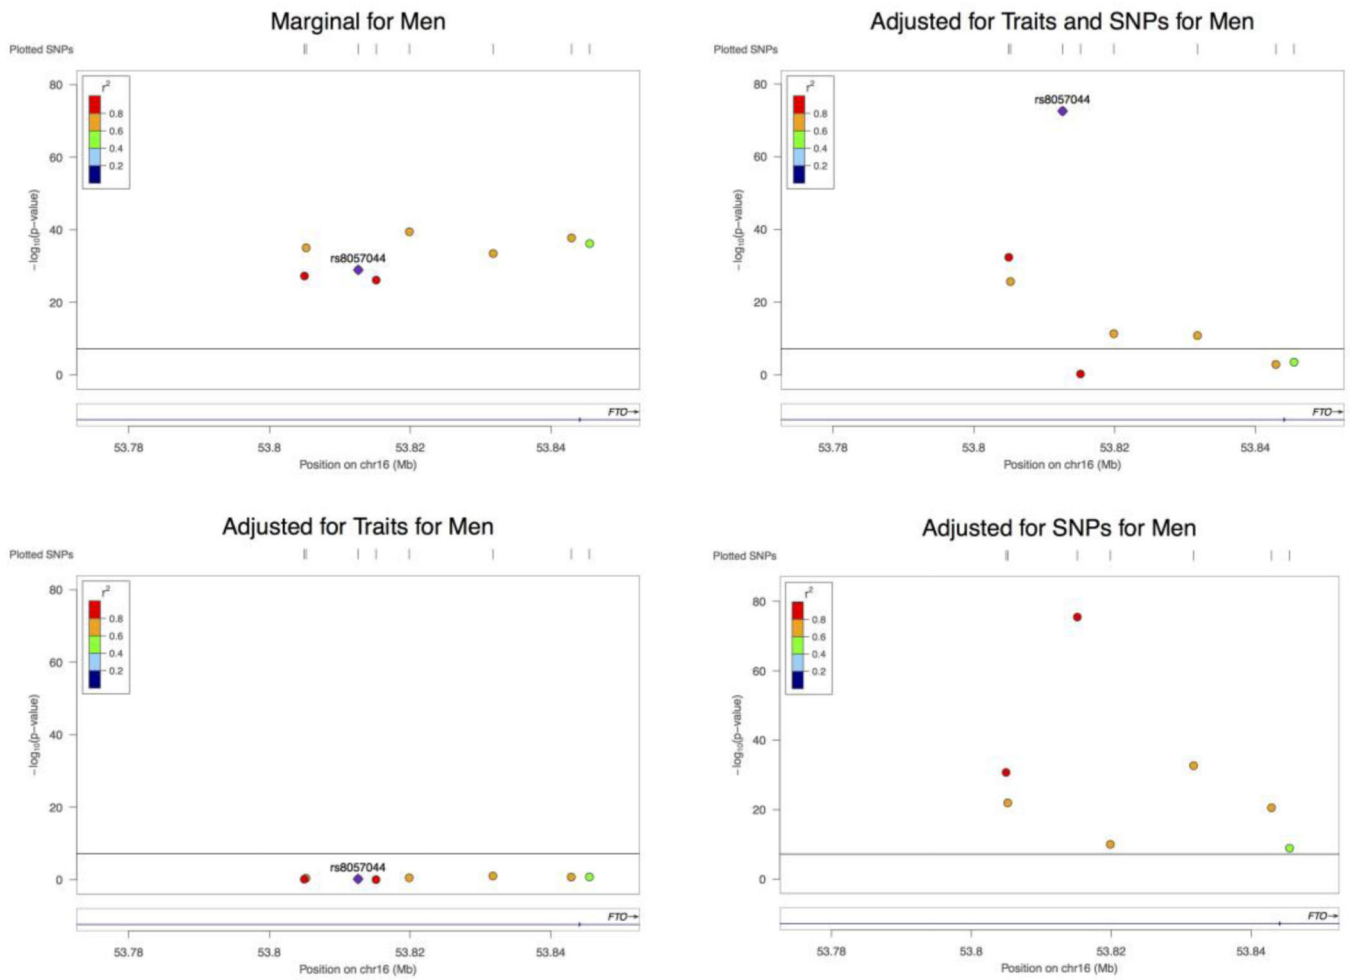 Marginal for Men
Plotted SNPs
80
60
40
20
0
−log10(p−value)
r2
0.8
0.6
0.4
0.2
rs8057044
FTO→
53.78
53.8
53.82
53.84
Position on chr16 (Mb)
Adjusted for Traits and SNPs for Men
Plotted SNPs
80
60
40
20
0
−log10(p−value)
r2
0.8
0.6
0.4
0.2
rs8057044
FTO→
53.78
53.8
53.82
53.84
Position on chr16 (Mb)
Adjusted for Traits for Men
Plotted SNPs
80
60
40
20
0
−log10(p−value)
r2
0.8
0.6
0.4
0.2
rs8057044
FTO→
53.78
53.8
53.82
53.84
Position on chr16 (Mb)
Adjusted for SNPs for Men
Plotted SNPs
80
60
40
20
0
−log10(p−value)
r2
0.8
0.6
0.4
0.2
FTO→
53.78
53.8
53.82
53.84
Position on chr16 (Mb)